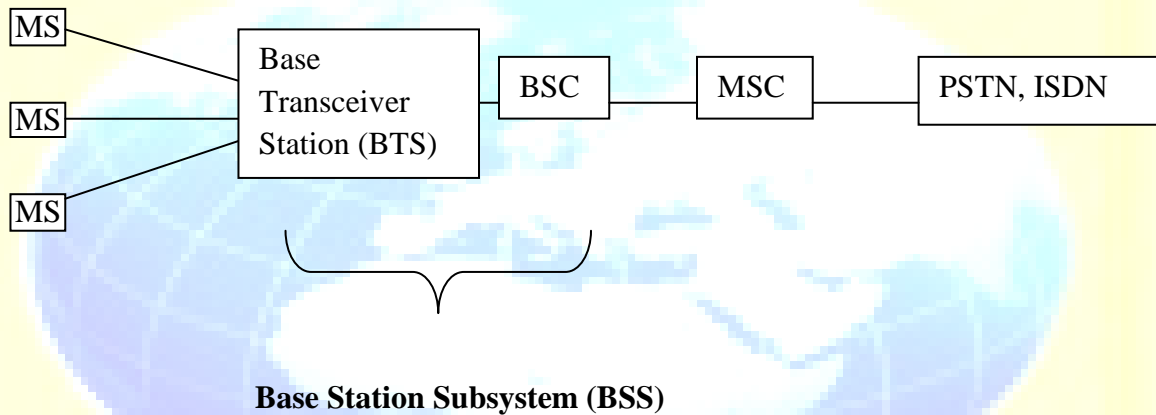 MS
MS
MS
Base
Transceiver
Station (BTS)
BSC
MSC
PSTN, ISDN
Base Station Subsystem (BSS)